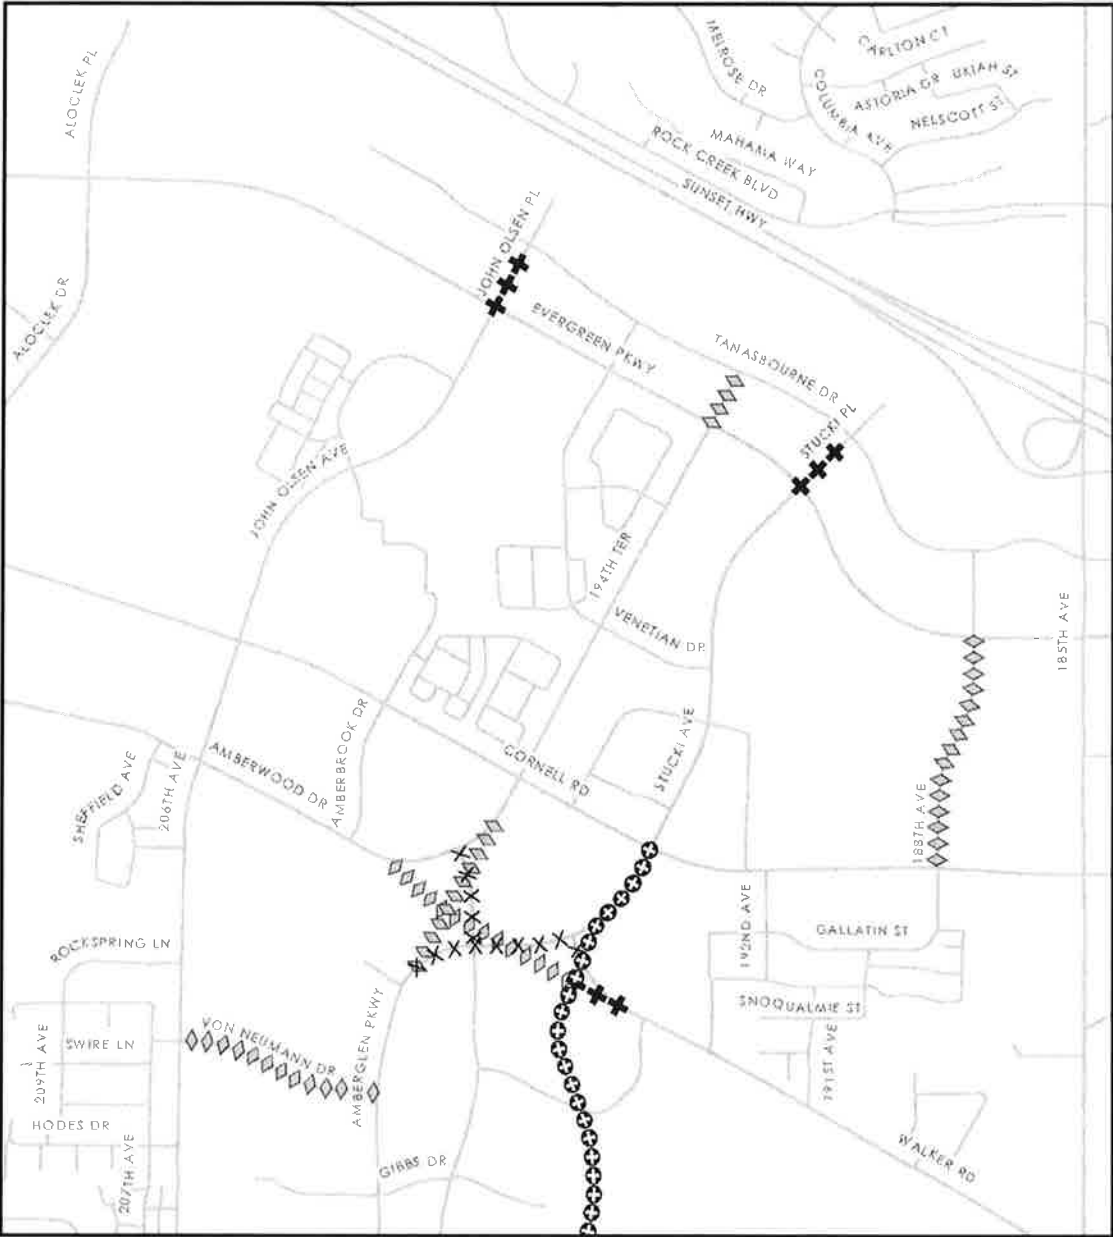 ALOCLEK PL
MELROSE DR
CARLTON CT
COLUMBIA AVE
ASTORIA DR
UKIAH ST
NELSCOTT ST
MAHAMA WAY
ROCK CREEK BLVD
SUNSET HWY
JOHN OLSEN PL
ALOCLEK DR
EVERGREEN PKWY
TANASBOURNE DR
STUCKI PL
JOHN OLSEN AVE
194TH TER
VENETIAN DR
185TH AVE
STUCKI AVE
AMBERBROOK DR
CORNELL RD
AMBERWOOD DR
SHEFFIELD AVE
206TH AVE
188TH AVE
192ND AVE
GALLATIN ST
ROCKSPRING LN
SNOQUALMIE ST
AMBERGLEN PKWY
VON NEUMANN DR
SWIRE LN
209TH AVE
191ST AVE
HODES DR
207TH AVE
GIBBS DR
WALKER RD